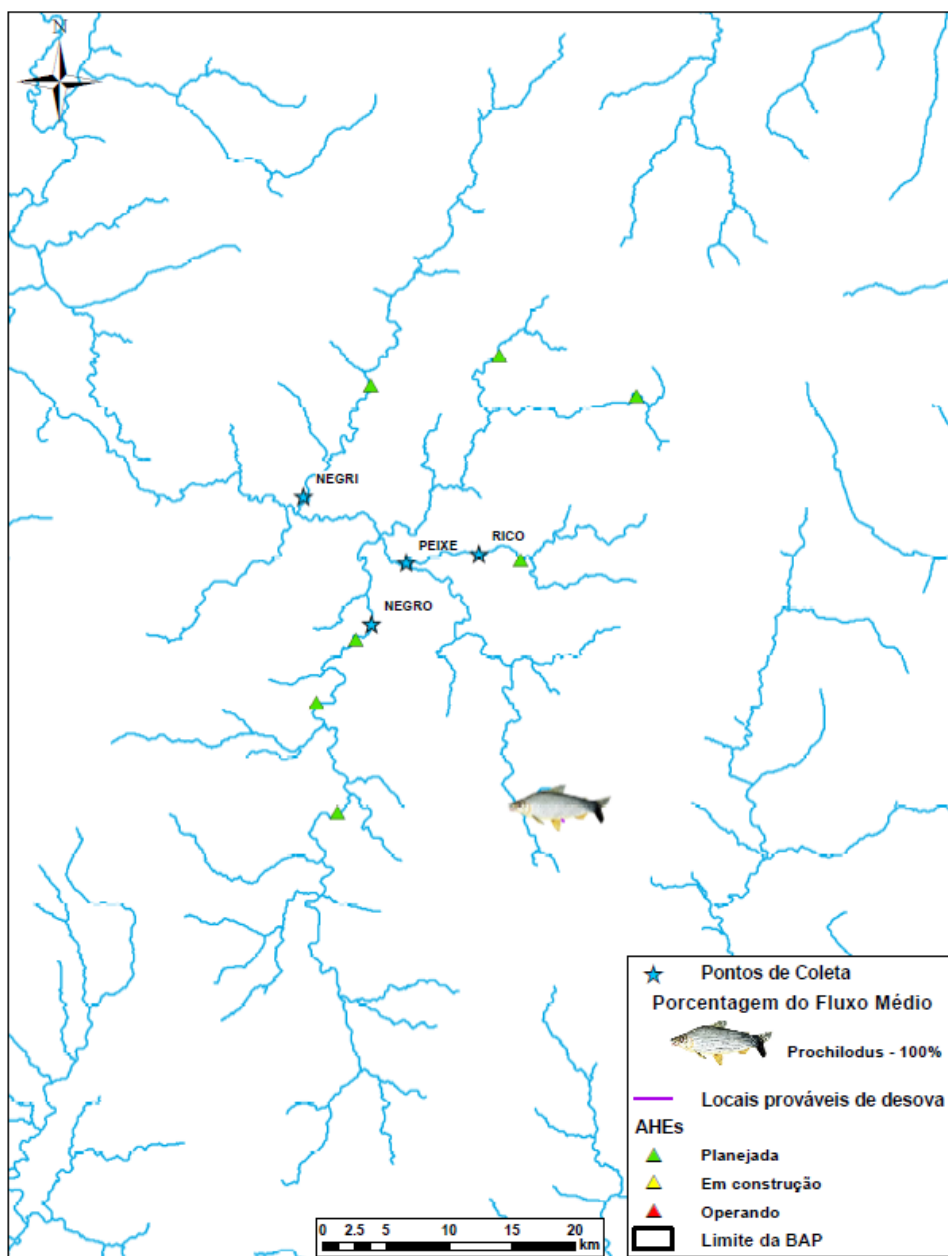 N
NEGRI
PEIXE
RICO
NEGRO
Pontos de Coleta
Porcentagem do Fluxo Médio
Prochilodus - 100%
Locais prováveis de desova
AHEs
Planejada
Em construção
Operando
Limite da BAP
0 2.5 5 10 15 20
km